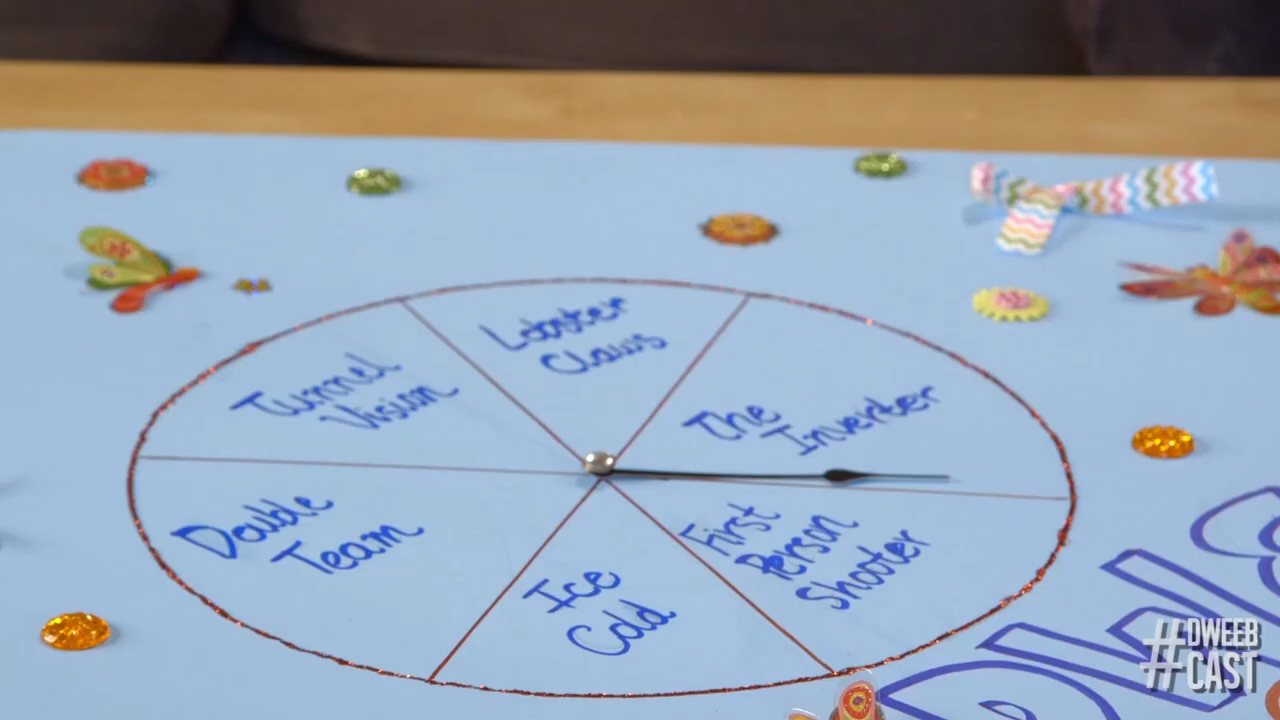 Lobster
Claws
Tunnel
Vision
The
Inverter
Double
Team
First
Person
Shooter
Ice
Cold
#DWEEB
CAST